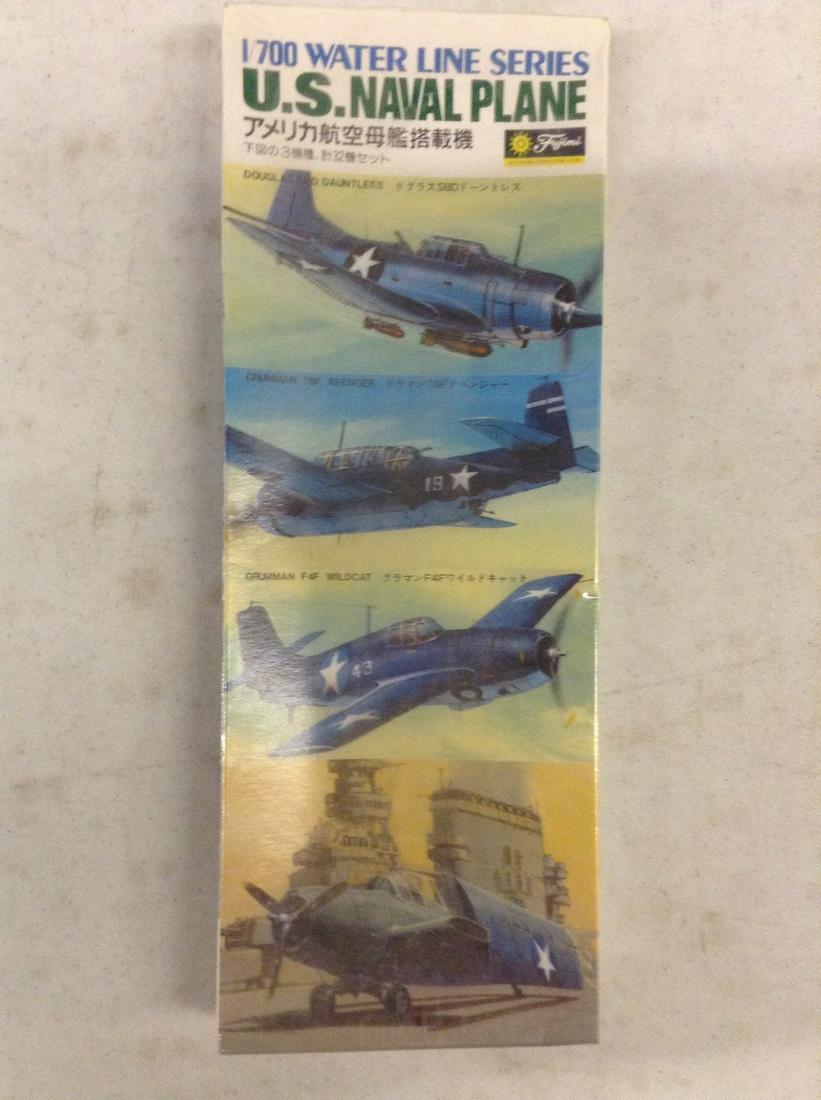 1/700 WATER LINE SERIES
U.S. NAVAL PLANE
アメリカ航空母艦搭載機
Fujimi
下図の3機種、計32機セット
DOUGLAS SBD DAUNTLESS ダグラスSBDドーントレス
GRUMMAN TBF AVENGER グラマンTBFアベンジャー
19
GRUMMAN F4F WILDCAT グラマンF4Fワイルドキャット
43